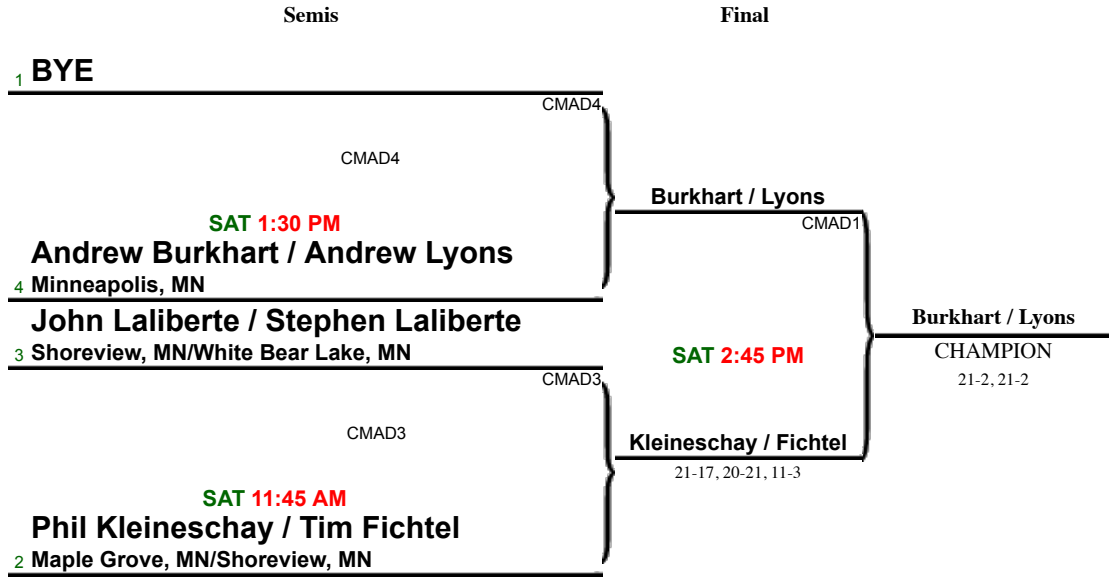 Semis
Final
1 BYE
CMAD4
CMAD4
SAT 1:30 PM
Andrew Burkhart / Andrew Lyons
4 Minneapolis, MN
John Laliberte / Stephen Laliberte
3 Shoreview, MN/White Bear Lake, MN
CMAD3
CMAD3
SAT 11:45 AM
Phil Kleineschay / Tim Fichtel
2 Maple Grove, MN/Shoreview, MN
Burkhart / Lyons
CMAD1
SAT 2:45 PM
Kleineschay / Fichtel
21-17, 20-21, 11-3
Burkhart / Lyons
CHAMPION
21-2, 21-2